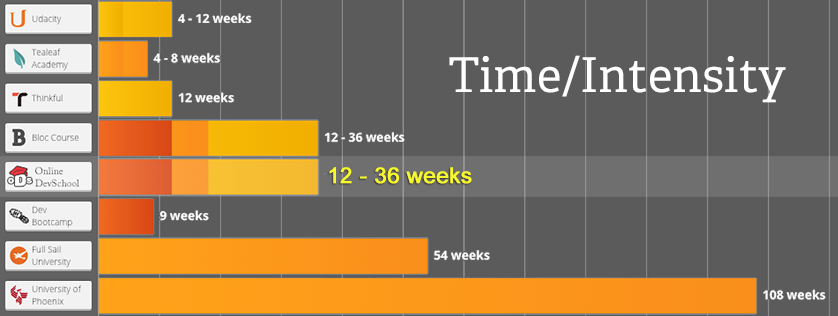 Udacity
4 - 12 weeks
Time/Intensity
Tealeaf
Academy
4 - 8 weeks
Thinkful
12 weeks
B
Bloc Course
12 - 36 weeks
Online
DevSchool
12 - 36 weeks
Dev
Bootcamp
9 weeks
Full Sail
University
54 weeks
University of
Phoenix
108 weeks